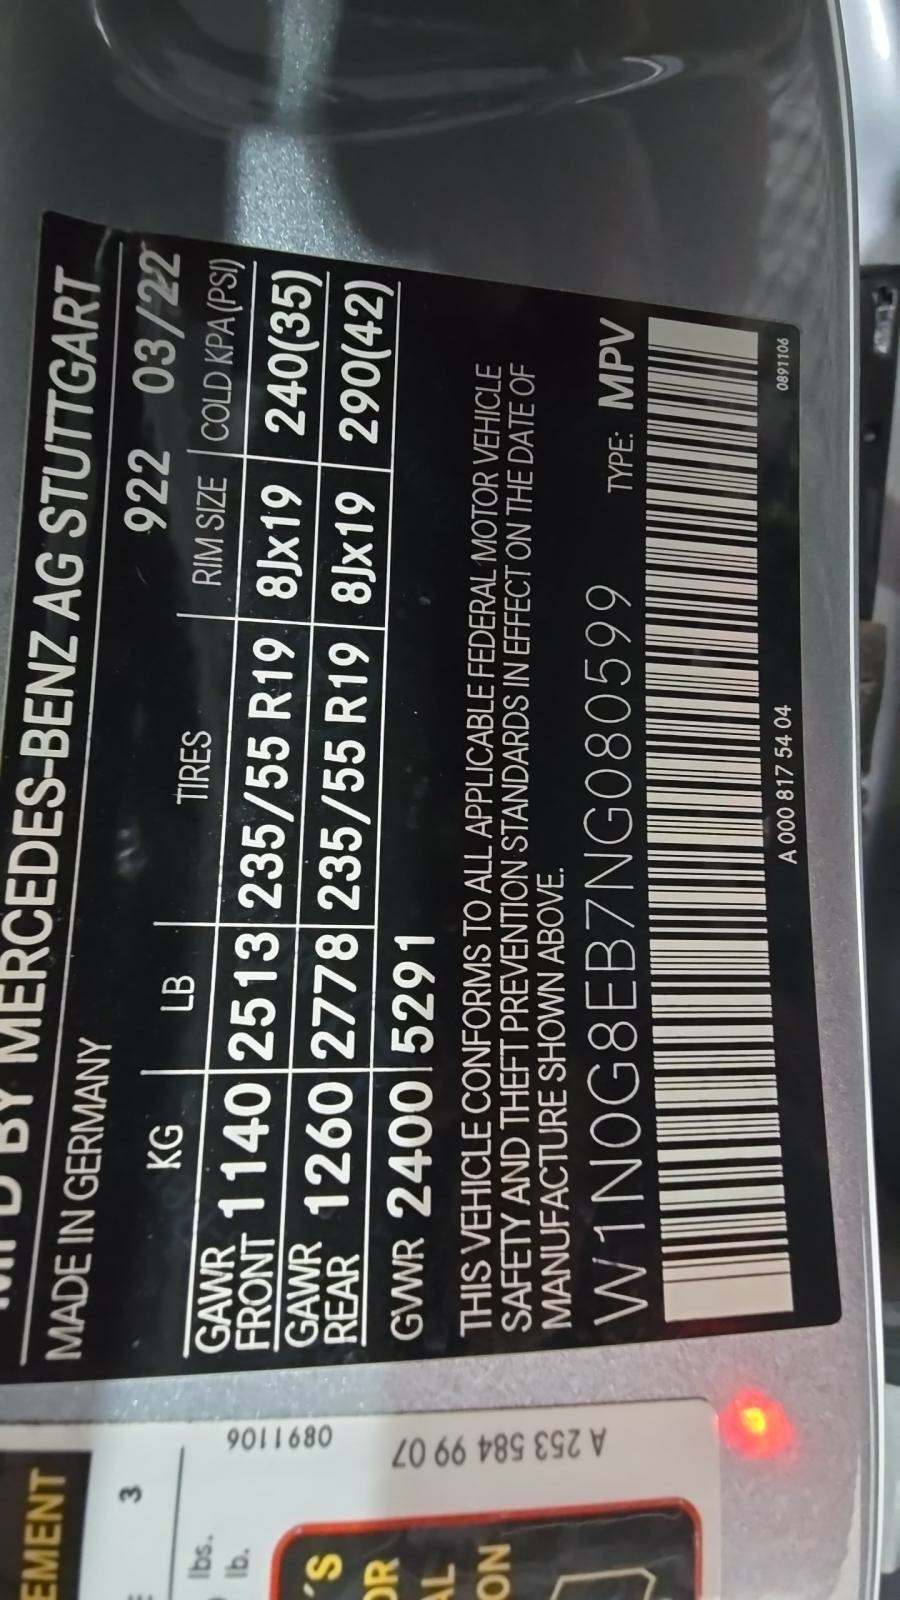 BY MERCEDES-BENZ AG STUTTGART
MADE IN GERMANY 922 03/22
KG LB TIRES RIM SIZE COLD KPA(PSI)
GAWR
FRONT 1140 2513 235/55 R19 8Jx19 240(35)
GAWR
REAR 1260 2778 235/55 R19 8Jx19 290(42)
GVWR 2400 5291
THIS VEHICLE CONFORMS TO ALL APPLICABLE FEDERAL MOTOR VEHICLE
SAFETY AND THEFT PREVENTION STANDARDS IN EFFECT ON THE DATE OF
MANUFACTURE SHOWN ABOVE.
W1N0G8EB7NG080599 TYPE: MPV
A 000 817 54 04 0891106
0891106
A 253 584 99 07
EMENT
3
lbs.
lb.
´S
OR
AL
ON